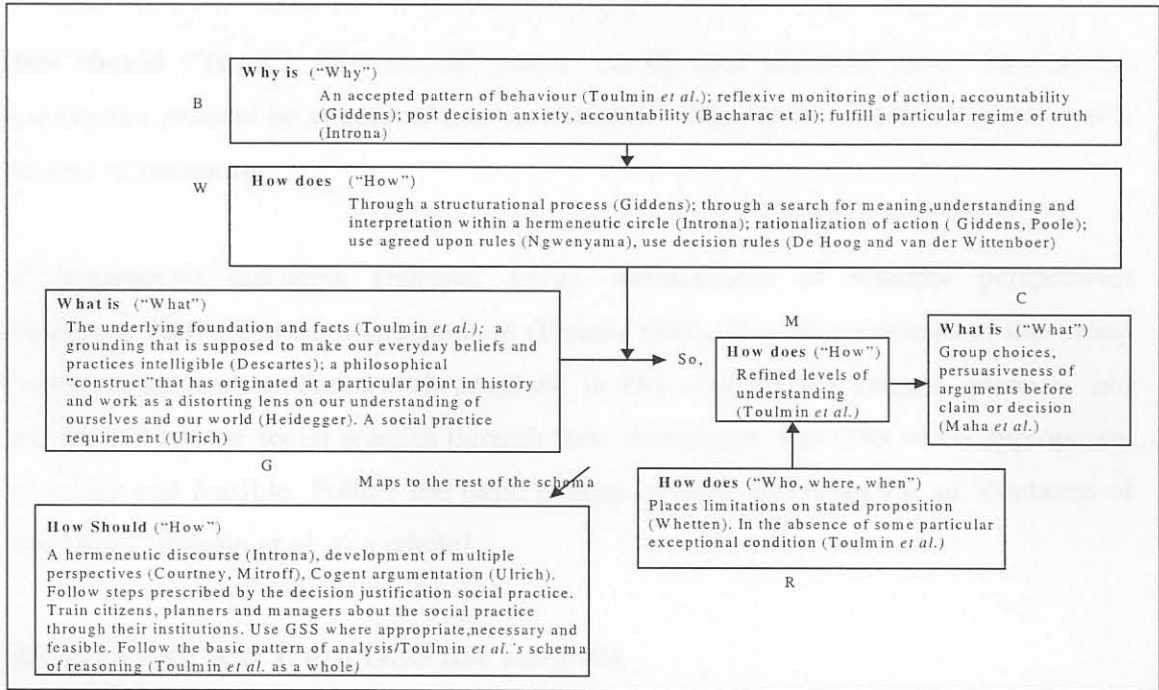 Why is (“Why”)
B
An accepted pattern of behaviour (Toulmin et al.); reflexive monitoring of action, accountability
(Giddens); post decision anxiety, accountability (Bacharac et al); fulfill a particular regime of truth
(Introna)
W
How does (“How”)
Through a structurational process (Giddens); through a search for meaning,understanding and
interpretation within a hermeneutic circle (Introna); rationalization of action ( Giddens, Poole);
use agreed upon rules (Ngwenyama), use decision rules (De Hoog and van der Wittenboer)
What is (“What”)
The underlying foundation and facts (Toulmin et al.); a
grounding that is supposed to make our everyday beliefs and
practices intelligible (Descartes); a philosophical
“construct”that has originated at a particular point in history
and work as a distorting lens on our understanding of
ourselves and our world (Heidegger). A social practice
requirement (Ulrich)
G
So,
M
How does (“How”)
Refined levels of
understanding
(Toulmin et al.)
C
What is (“What”)
Group choices,
persuasiveness of
arguments before
claim or decision
(Maha et al.)
Maps to the rest of the schema
How does (“Who, where, when”)
Places limitations on stated proposition
(Whetten). In the absence of some particular
exceptional condition (Toulmin et al.)
R
How Should (“How”)
A hermeneutic discourse (Introna), development of multiple
perspectives (Courtney, Mitroff), Cogent argumentation (Ulrich).
Follow steps prescribed by the decision justification social practice.
Train citizens, planners and managers about the social practice
through their institutions. Use GSS where appropriate,necessary and
feasible. Follow the basic pattern of analysis/Toulmin et al.'s schema
of reasoning (Toulmin et al. as a whole)